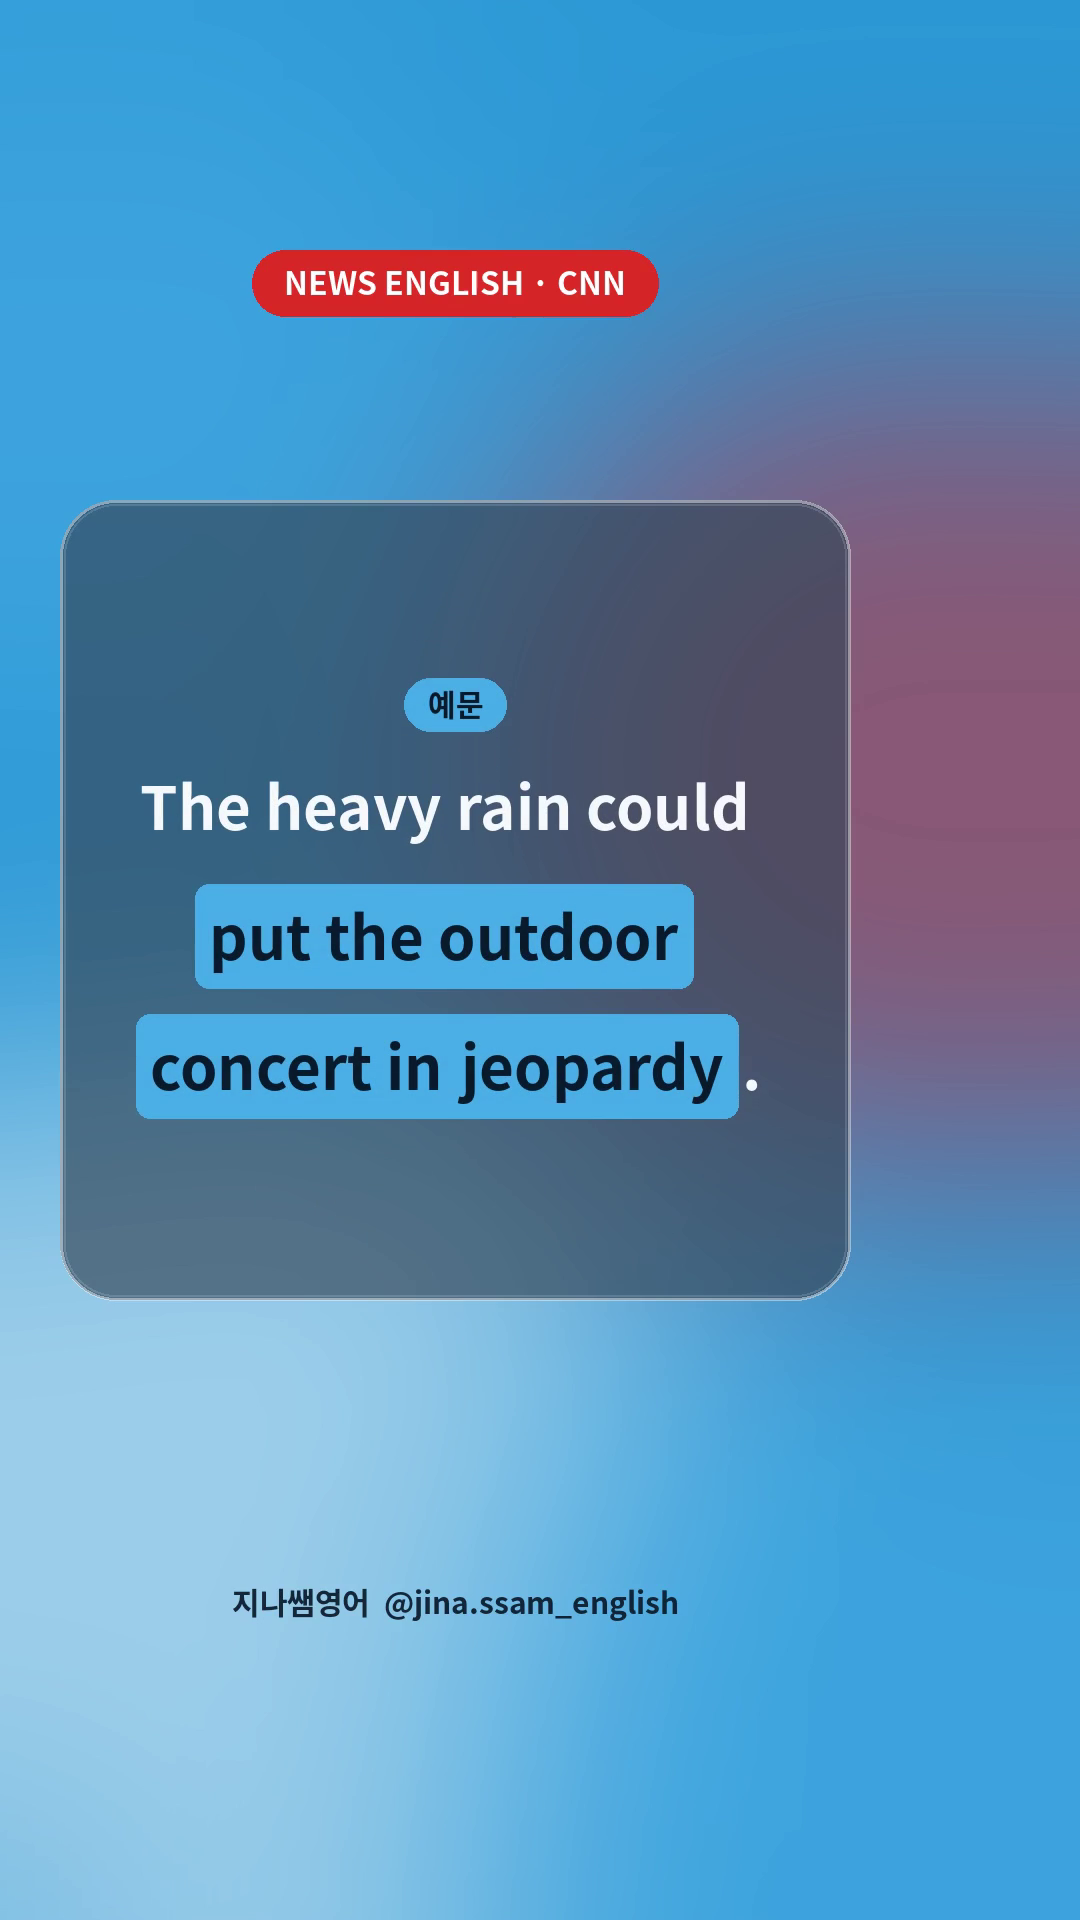 NEWS ENGLISH · CNN
예문
The heavy rain could
put the outdoor
concert in jeopardy.
지나쌤영어 @jina.ssam_english